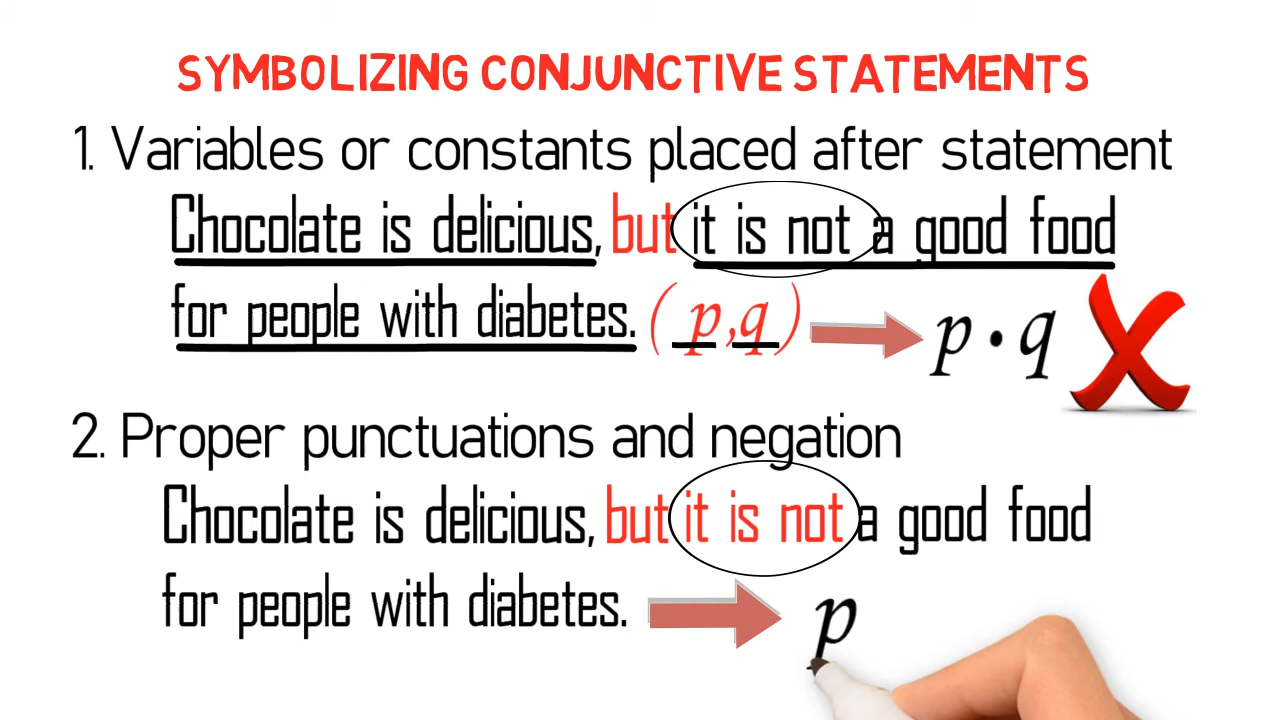 SYMBOLIZING CONJUNCTIVE STATEMENTS
1. Variables or constants placed after statement
Chocolate is delicious, but it is not a good food
for people with diabetes. ( p , q ) p • q
2. Proper punctuations and negation
Chocolate is delicious, but it is not a good food
for people with diabetes. p